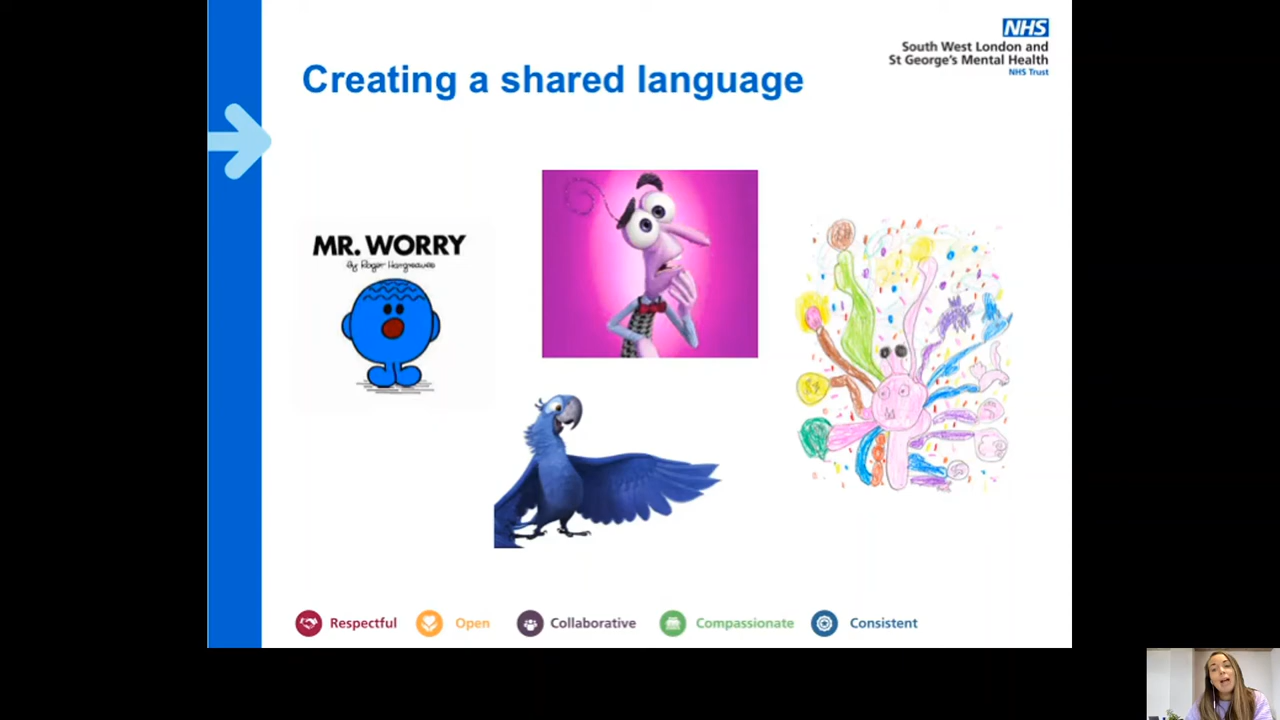 NHS
South West London and
St George's Mental Health
NHS Trust
Creating a shared language
MR. WORRY
By Roger Hargreaves
Respectful
Open
Collaborative
Compassionate
Consistent